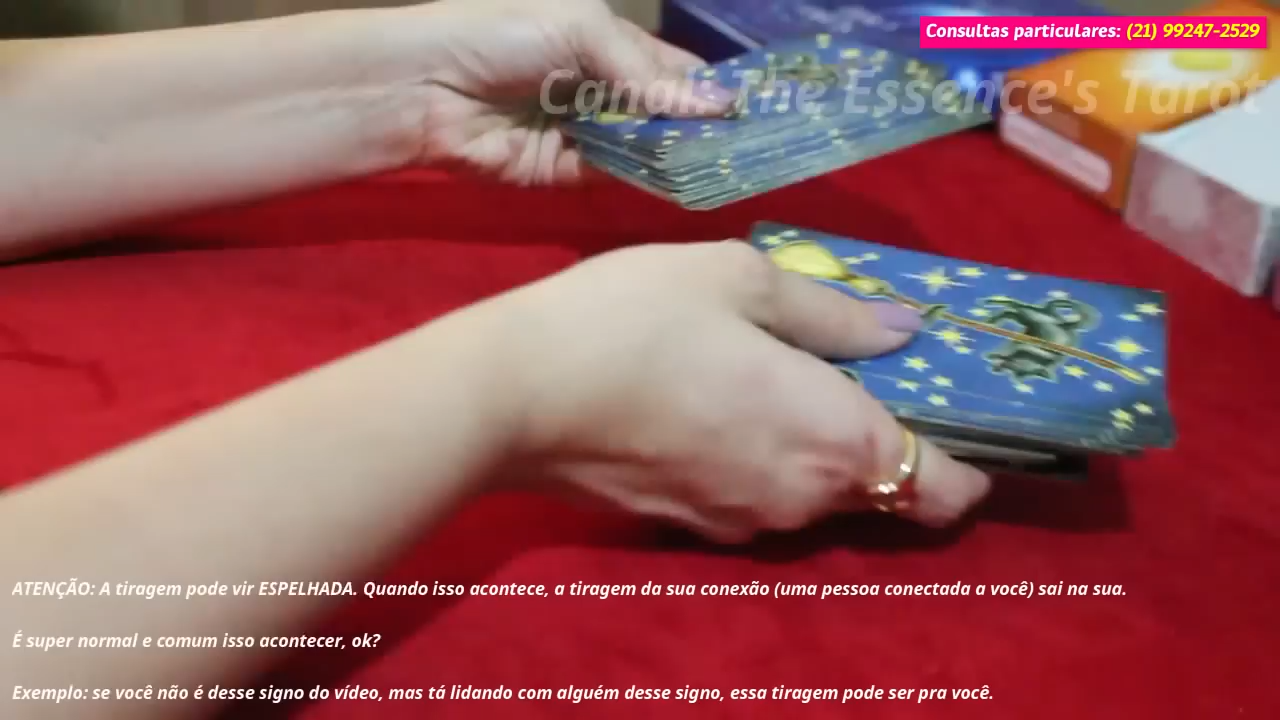 Consultas particulares: (21) 99247-2529
Canal: The Essence's Tarot
ATENÇÃO: A tiragem pode vir ESPELHADA. Quando isso acontece, a tiragem da sua conexão (uma pessoa conectada a você) sai na sua.
É super normal e comum isso acontecer, ok?
Exemplo: se você não é desse signo do vídeo, mas tá lidando com alguém desse signo, essa tiragem pode ser pra você.